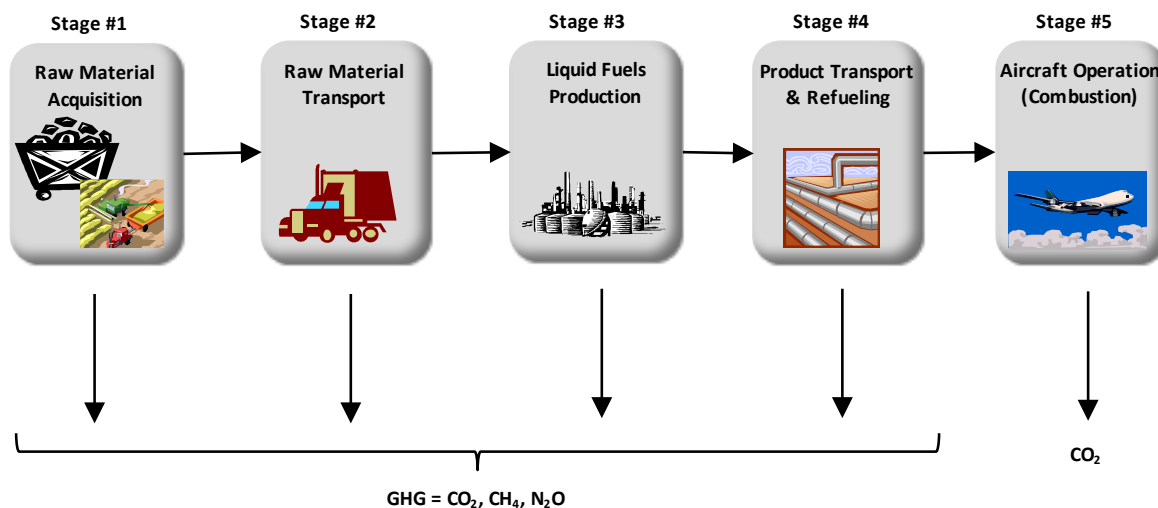 Stage #1
Stage #2
Stage #3
Stage #4
Stage #5
Raw Material
Acquisition
Raw Material
Transport
Liquid Fuels
Production
Product Transport
& Refueling
Aircraft Operation
(Combustion)
CO₂
GHG = CO₂, CH₄, N₂O